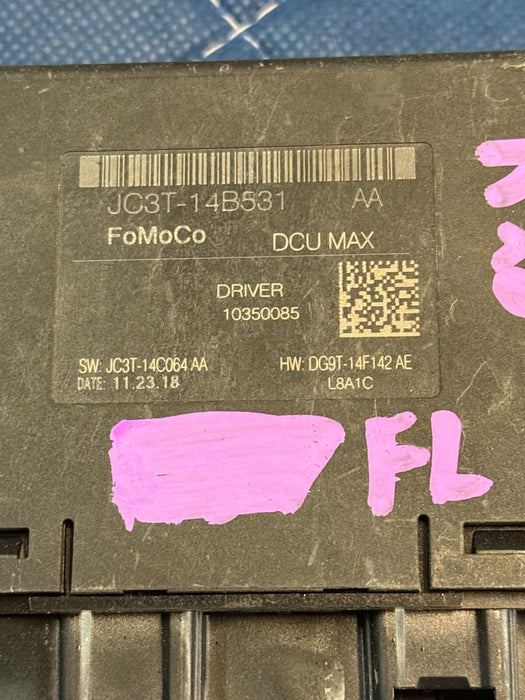 JC3T-14B531 AA
FoMoCo DCU MAX
DRIVER
10350085
SW: JC3T-14C064 AA HW: DG9T-14F142 AE
DATE: 11.23.18 L8A1C
FL